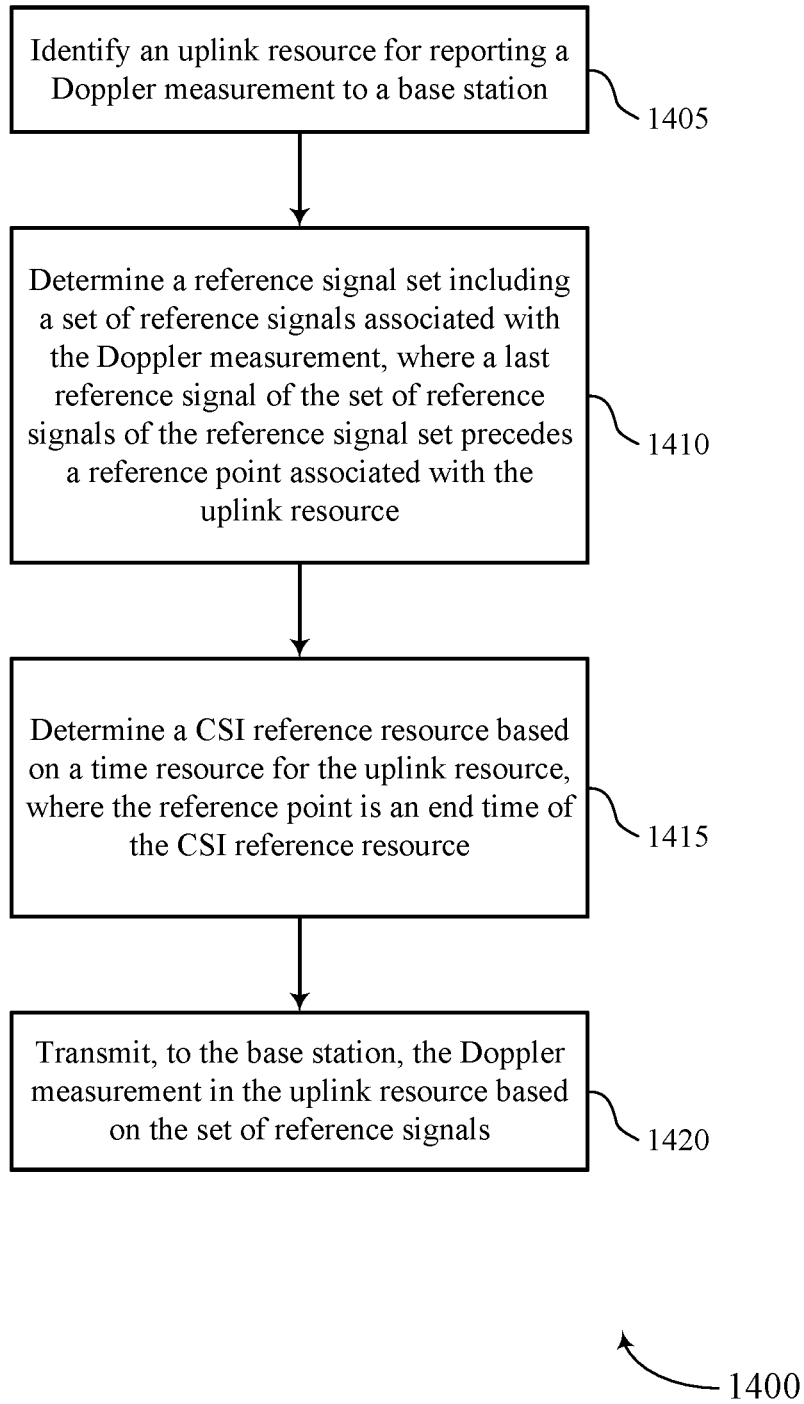 Identify an uplink resource for reporting a
Doppler measurement to a base station
1405
Determine a reference signal set including
a set of reference signals associated with
the Doppler measurement, where a last
reference signal of the set of reference
signals of the reference signal set precedes
a reference point associated with the
uplink resource
1410
Determine a CSI reference resource based
on a time resource for the uplink resource,
where the reference point is an end time of
the CSI reference resource
1415
Transmit, to the base station, the Doppler
measurement in the uplink resource based
on the set of reference signals
1420
1400